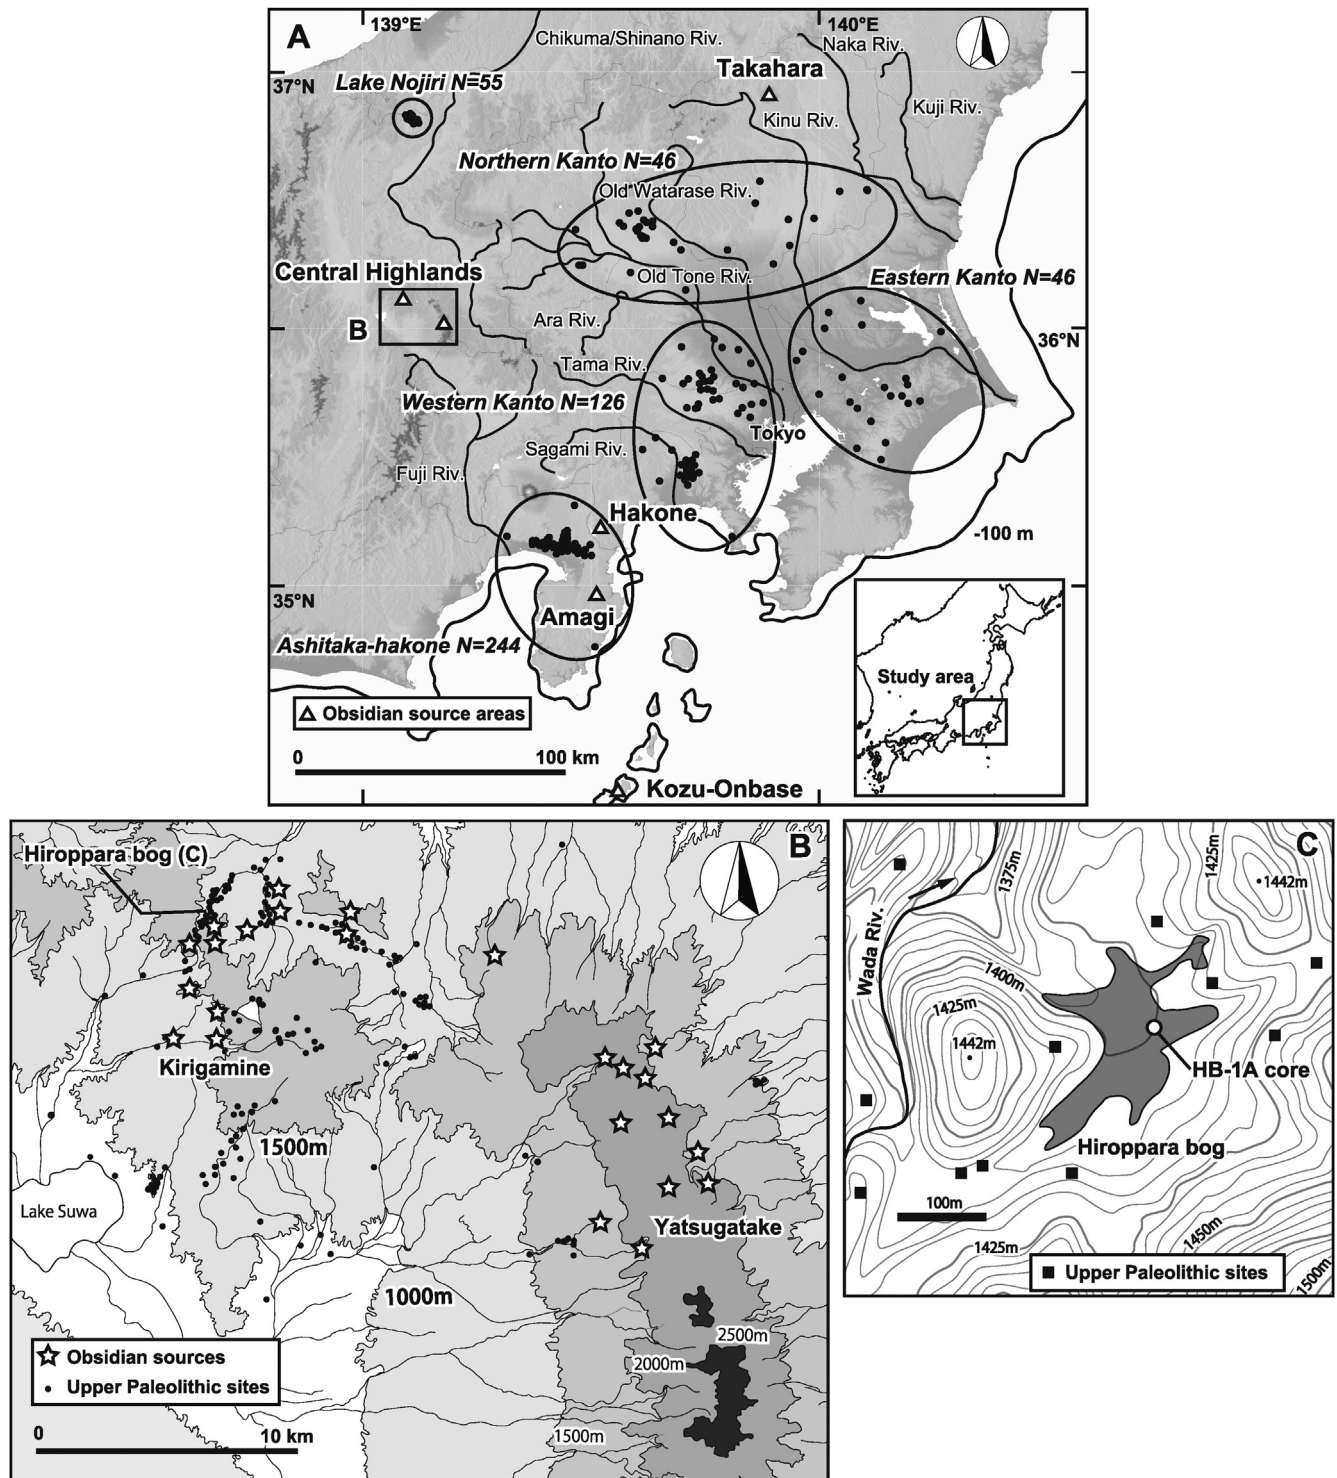 A
139°E
140°E
Chikuma/Shinano Riv.
Naka Riv.
Takahara
37°N
Lake Nojiri N=55
Kinu Riv.
Kuji Riv.
Northern Kanto N=46
Old Watarase Riv.
Central Highlands
Old Tone Riv.
Eastern Kanto N=46
B
Ara Riv.
36°N
Tama Riv.
Western Kanto N=126
Tokyo
Sagami Riv.
Fuji Riv.
Hakone
-100 m
35°N
Amagi
Ashitaka-hakone N=244
Study area
Obsidian source areas
0 100 km
Kozu-Onbase
B
Hiroppara bog (C)
Kirigamine
1500m
Lake Suwa
Yatsugatake
1000m
2500m
2000m
1500m
Obsidian sources
Upper Paleolithic sites
0 10 km
C
1375m
1425m
1442m
Wada Riv.
1400m
1425m
1442m
HB-1A core
Hiroppara bog
100m
1425m
1450m
1500m
Upper Paleolithic sites